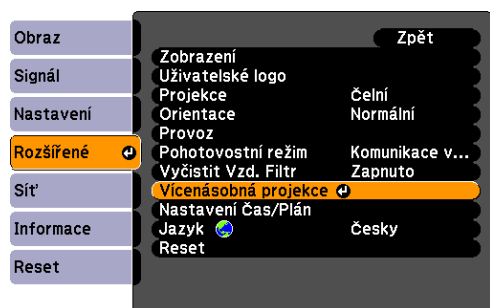 Obraz
Signál
Nastavení
Rozšířené
Síť
Informace
Reset
Zpět
Zobrazení
Uživatelské logo
Projekce Čelní
Orientace Normální
Provoz
Pohotovostní režim Komunikace v...
Vyčistit Vzd. Filtr Zapnuto
Vícenásobná projekce
Nastavení Čas/Plán
Jazyk Česky
Reset